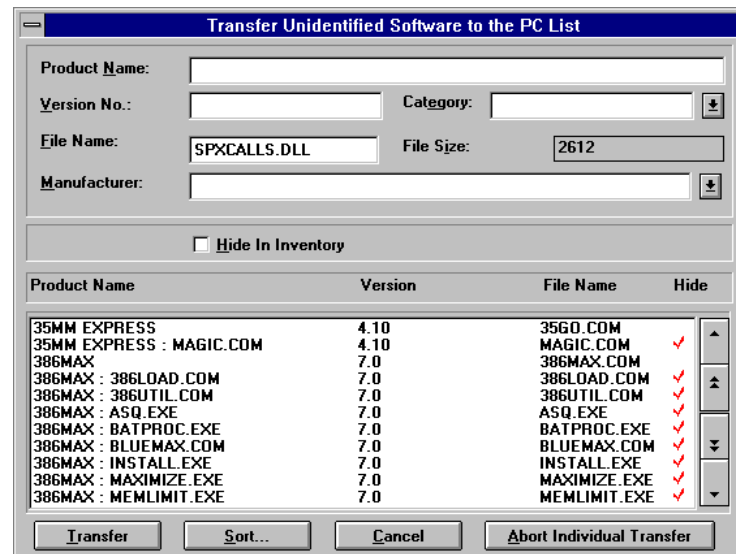 Transfer Unidentified Software to the PC List
Product Name:
Version No.: Category:
File Name: SPXCALLS.DLL File Size: 2612
Manufacturer:
Hide In Inventory
Product Name Version File Name Hide
35MM EXPRESS 4.10 35GO.COM
35MM EXPRESS : MAGIC.COM 4.10 MAGIC.COM
386MAX 7.0 386MAX.COM
386MAX : 386LOAD.COM 7.0 386LOAD.COM
386MAX : 386UTIL.COM 7.0 386UTIL.COM
386MAX : ASQ.EXE 7.0 ASQ.EXE
386MAX : BATPROC.EXE 7.0 BATPROC.EXE
386MAX : BLUEMAX.COM 7.0 BLUEMAX.COM
386MAX : INSTALL.EXE 7.0 INSTALL.EXE
386MAX : MAXIMIZE.EXE 7.0 MAXIMIZE.EXE
386MAX : MEMLIMIT.EXE 7.0 MEMLIMIT.EXE
Transfer Sort... Cancel Abort Individual Transfer